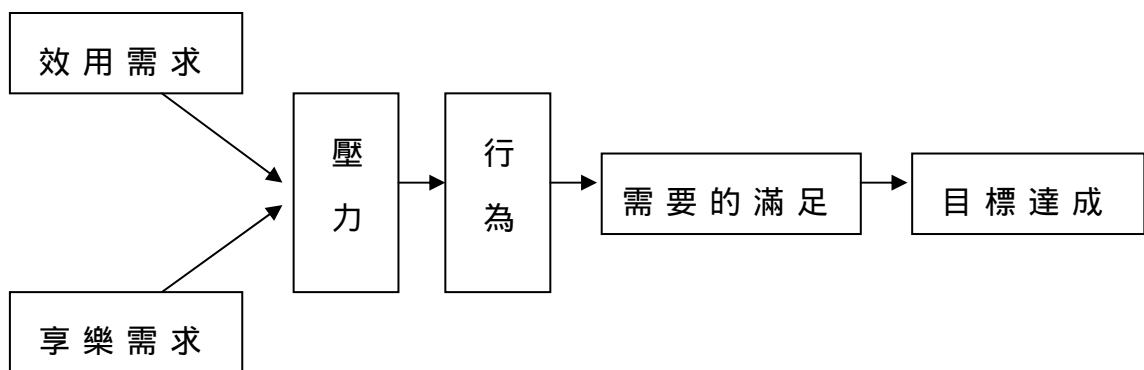 效用需求
壓力
行為
需要的滿足
目標達成
享樂需求